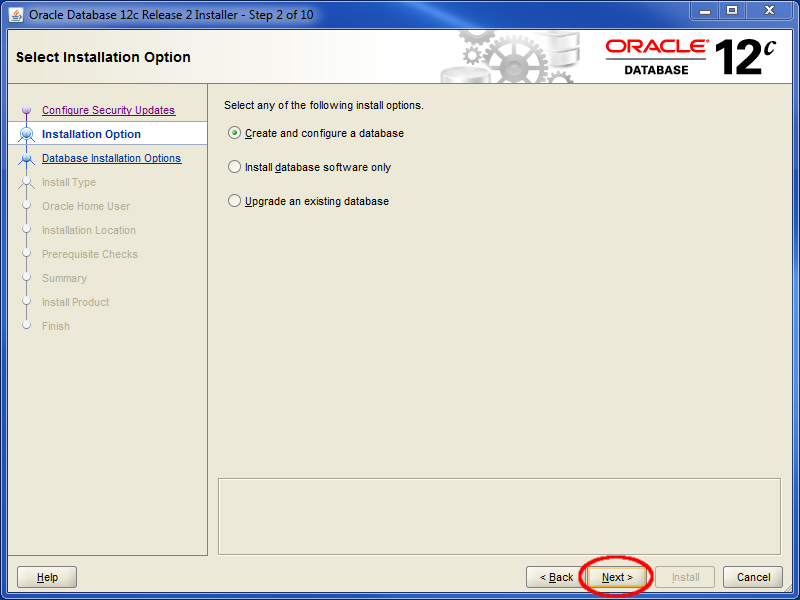 Oracle Database 12c Release 2 Installer - Step 2 of 10
Select Installation Option
ORACLE
DATABASE
12c
Configure Security Updates
Installation Option
Database Installation Options
Install Type
Oracle Home User
Installation Location
Prerequisite Checks
Summary
Install Product
Finish
Select any of the following install options.
Create and configure a database
Install database software only
Upgrade an existing database
Help
< Back
Next >
Install
Cancel